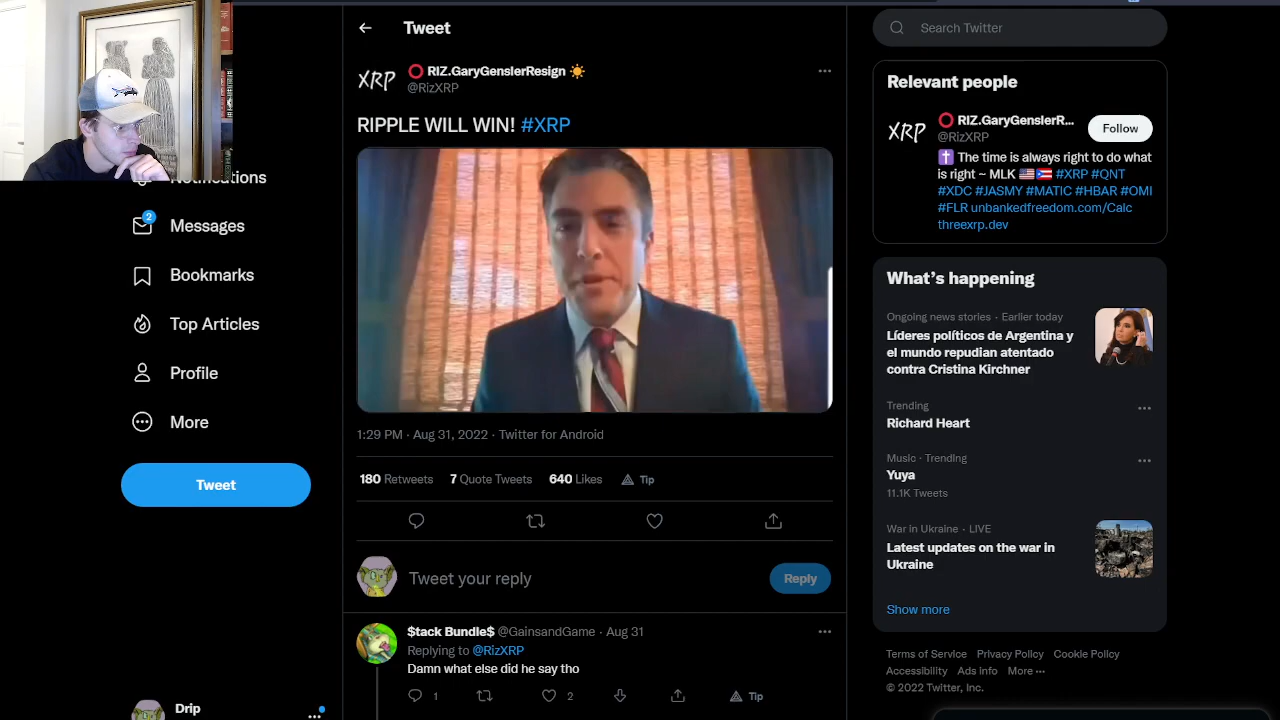 Tweet
Search Twitter
XRP
RIZ.GaryGenslerResign
@RizXRP
RIPPLE WILL WIN! #XRP
1:29 PM · Aug 31, 2022 · Twitter for Android
180 Retweets 7 Quote Tweets 640 Likes Tip
Tweet your reply
Reply
$tack Bundle$ @GainsandGame · Aug 31
Replying to @RizXRP
Damn what else did he say tho
1
2
Tip
Notifications
2
Messages
Bookmarks
Top Articles
Profile
More
Tweet
Drip
Relevant people
XRP
RIZ.GaryGenslerR...
@RizXRP
Follow
The time is always right to do what
is right ~ MLK #XRP #QNT
#XDC #JASMY #MATIC #HBAR #OMI
#FLR unbankedfreedom.com/Calc
threexrp.dev
What's happening
Ongoing news stories · Earlier today
Líderes políticos de Argentina y
el mundo repudian atentado
contra Cristina Kirchner
Trending
Richard Heart
Music · Trending
Yuya
11.1K Tweets
War in Ukraine · LIVE
Latest updates on the war in
Ukraine
Show more
Terms of Service Privacy Policy Cookie Policy
Accessibility Ads Info More
© 2022 Twitter, Inc.